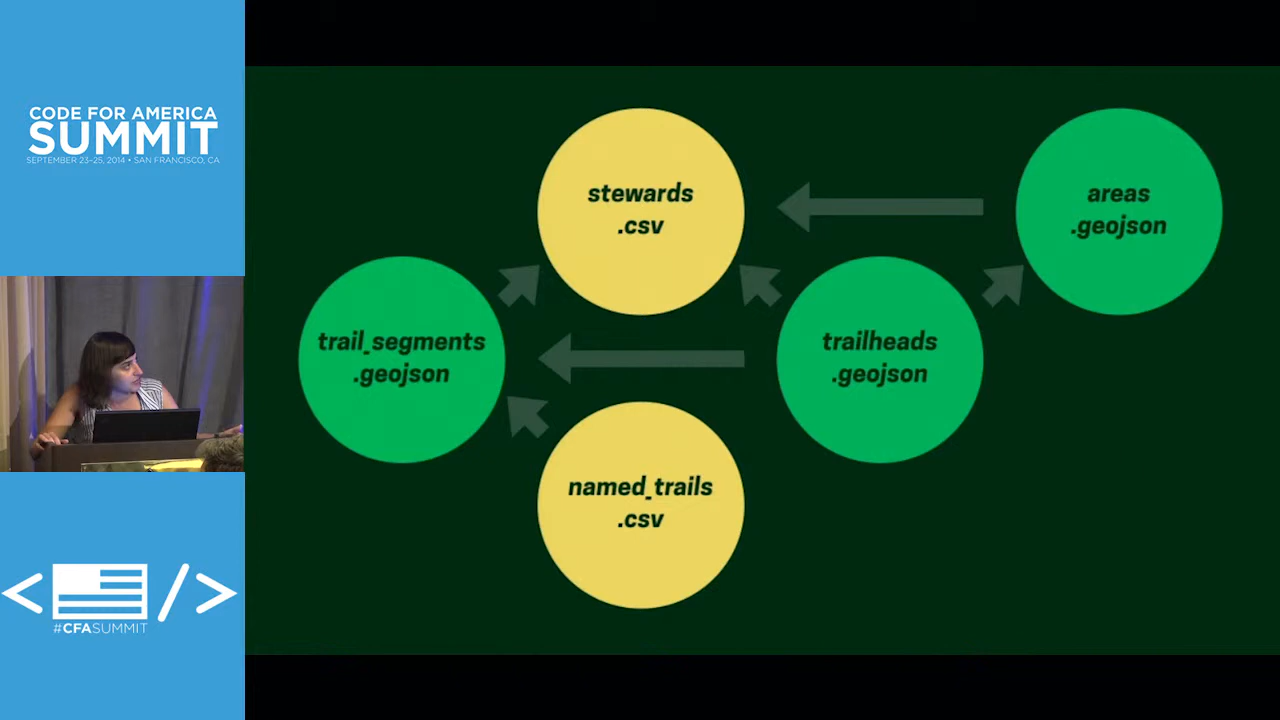 CODE FOR AMERICA
SUMMIT
SEPTEMBER 23-25, 2014 • SAN FRANCISCO, CA
stewards
.csv
areas
.geojson
trail_segments
.geojson
trailheads
.geojson
named_trails
.csv
< />
#CFASUMMIT